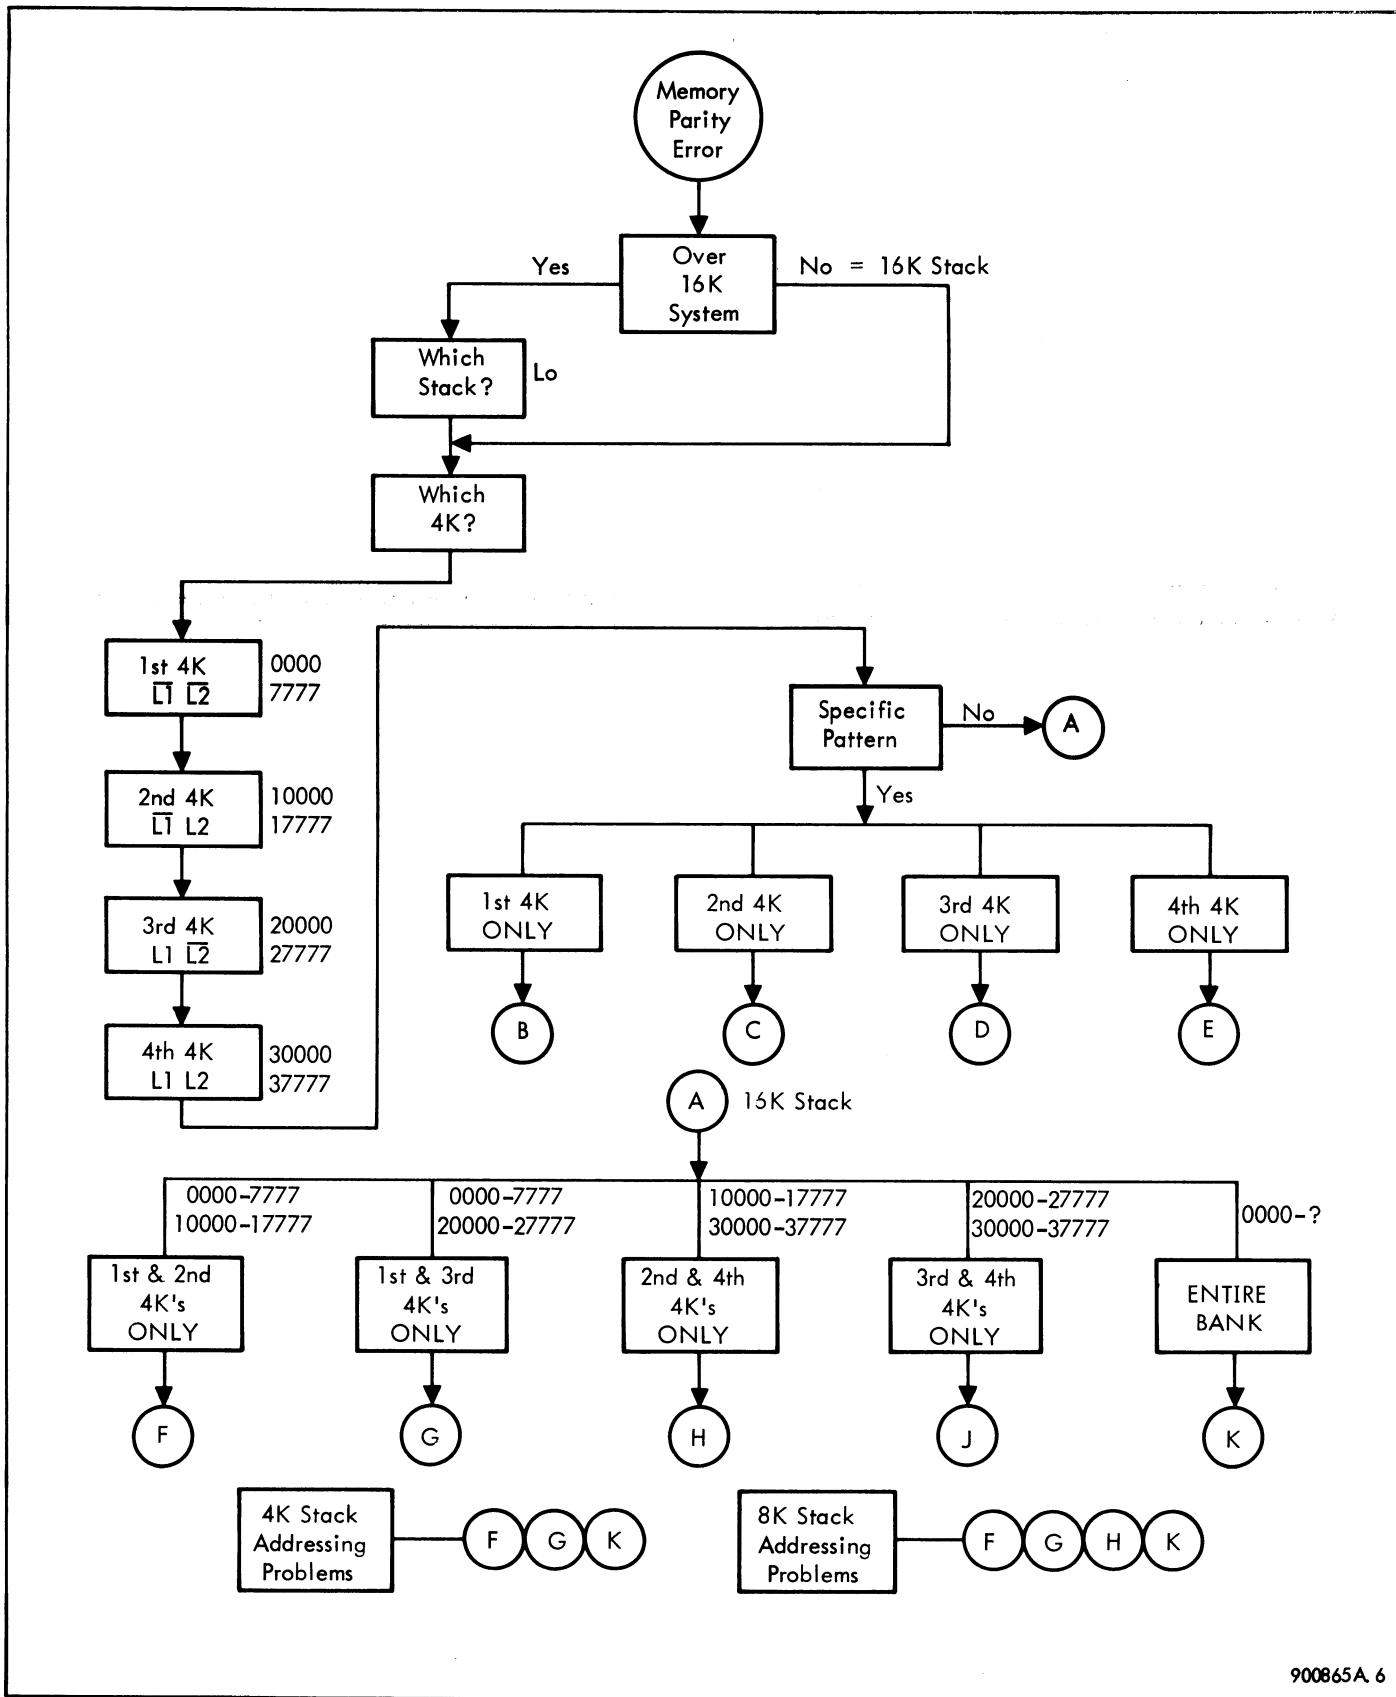 Memory
Parity
Error
Over
16K
System
Yes
No = 16K Stack
Which
Stack?
Lo
Which
4K?
1st 4K
L̅1̅ L̅2̅
0000
7777
2nd 4K
L̅1̅ L2
10000
17777
3rd 4K
L1 L̅2̅
20000
27777
4th 4K
L1 L2
30000
37777
Specific
Pattern
No
A
Yes
1st 4K
ONLY
2nd 4K
ONLY
3rd 4K
ONLY
4th 4K
ONLY
B
C
D
E
A
16K Stack
0000-7777
10000-17777
0000-7777
20000-27777
10000-17777
30000-37777
20000-27777
30000-37777
0000-?
1st & 2nd
4K's
ONLY
1st & 3rd
4K's
ONLY
2nd & 4th
4K's
ONLY
3rd & 4th
4K's
ONLY
ENTIRE
BANK
F
G
H
J
K
4K Stack
Addressing
Problems
F G K
8K Stack
Addressing
Problems
F G H K
900865A.6